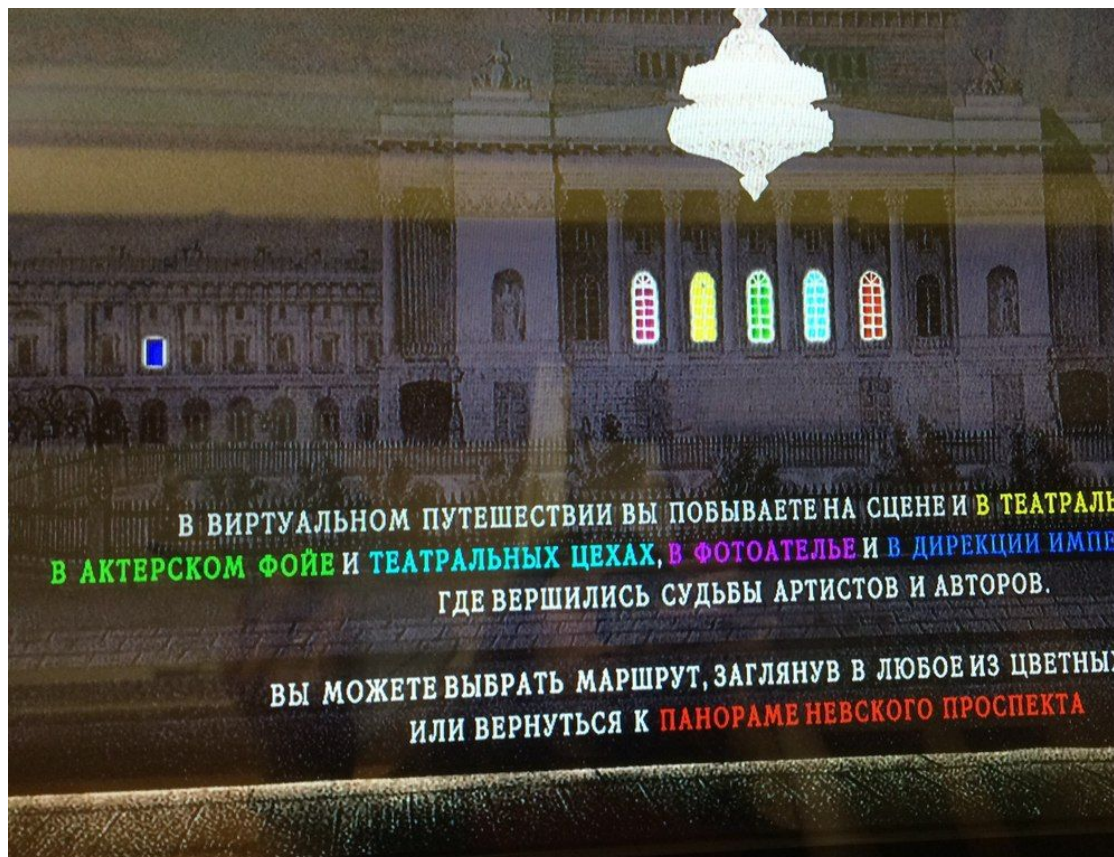 В ВИРТУАЛЬНОМ ПУТЕШЕСТВИИ ВЫ ПОБЫВАЕТЕ НА СЦЕНЕ И В
В АКТЕРСКОМ ФОЙЕ И ТЕАТРАЛЬНЫХ ЦЕХАХ, В ФОТОАТЕЛЬЕ И В ДИРЕКЦИИ
ГДЕ ВЕРШИЛИСЬ СУДЬБЫ АРТИСТОВ И АВТОРОВ.
ВЫ МОЖЕТЕ ВЫБРАТЬ МАРШРУТ, ЗАГЛЯНУВ В ЛЮБОЕ ИЗ
ИЛИ ВЕРНУТЬСЯ К ПАНОРАМЕ НЕВСКОГО ПРОСПЕКТА